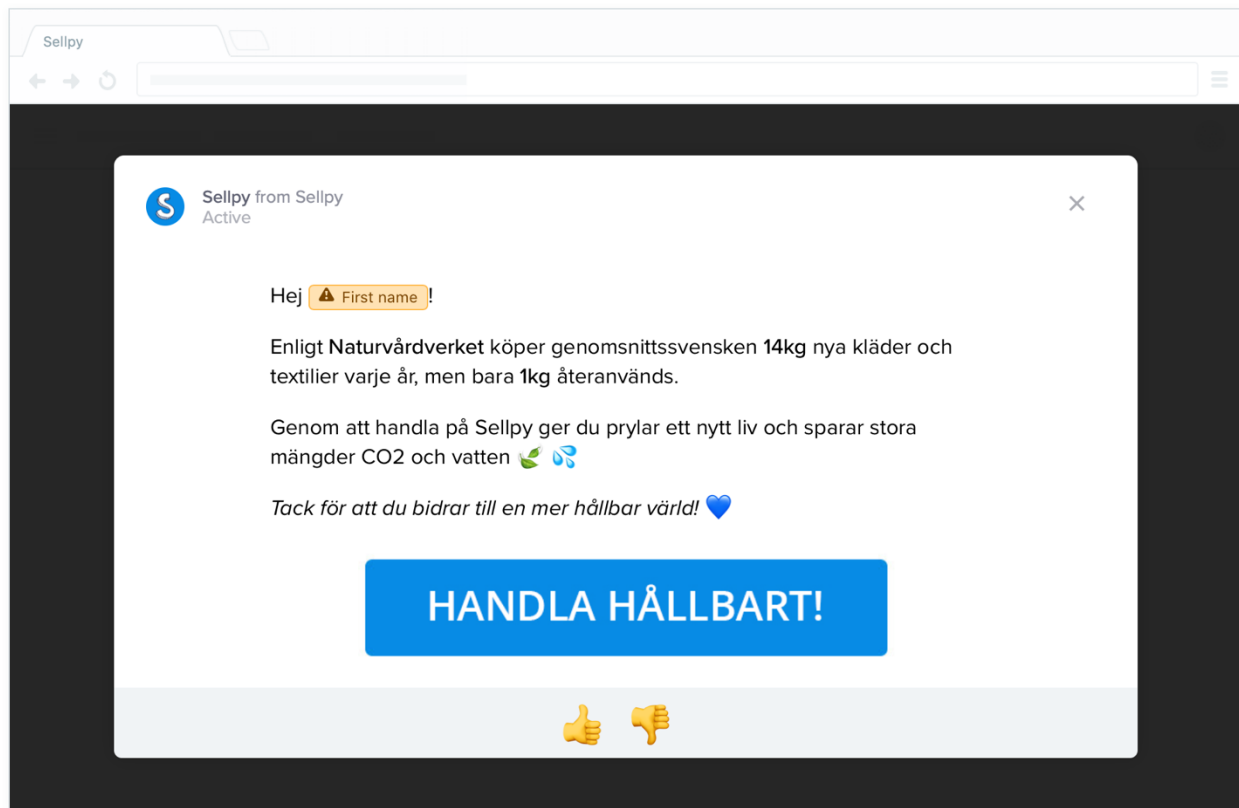 Sellpy
Sellpy from Sellpy
Active
Hej First name!
Enligt Naturvårdverket köper genomsnittssvensken 14kg nya kläder och
textilier varje år, men bara 1kg återanvänds.
Genom att handla på Sellpy ger du prylar ett nytt liv och sparar stora
mängder CO2 och vatten 🍃 💦
Tack för att du bidrar till en mer hållbar värld! 💙
HANDLA HÅLLBART!